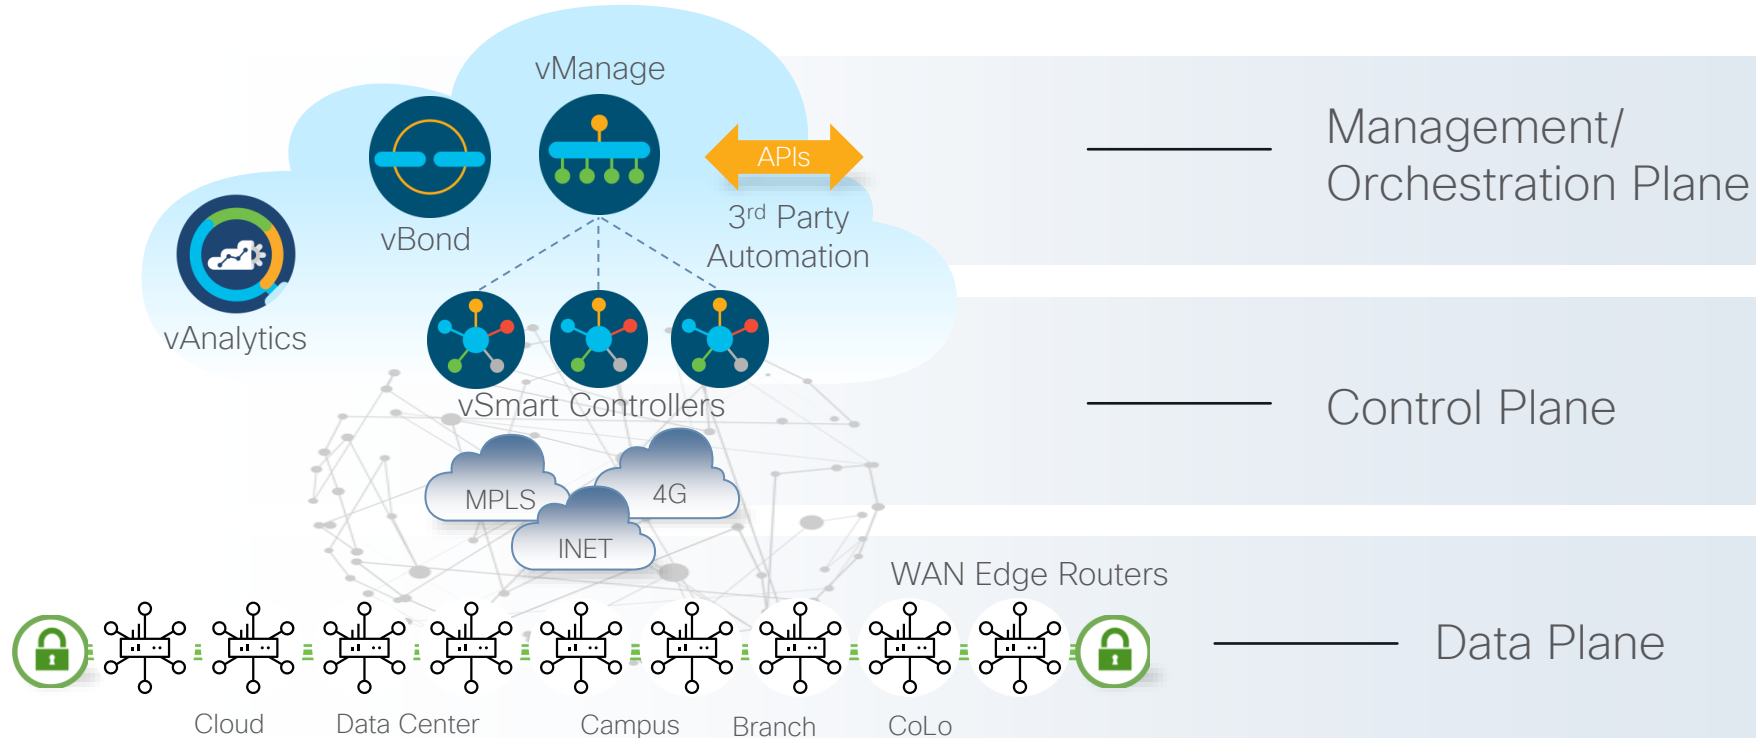 vManage
Management/
Orchestration Plane
APIs
3rd Party
Automation
vBond
vAnalytics
vSmart Controllers
Control Plane
MPLS
4G
INET
WAN Edge Routers
Data Plane
Cloud
Data Center
Campus
Branch
CoLo